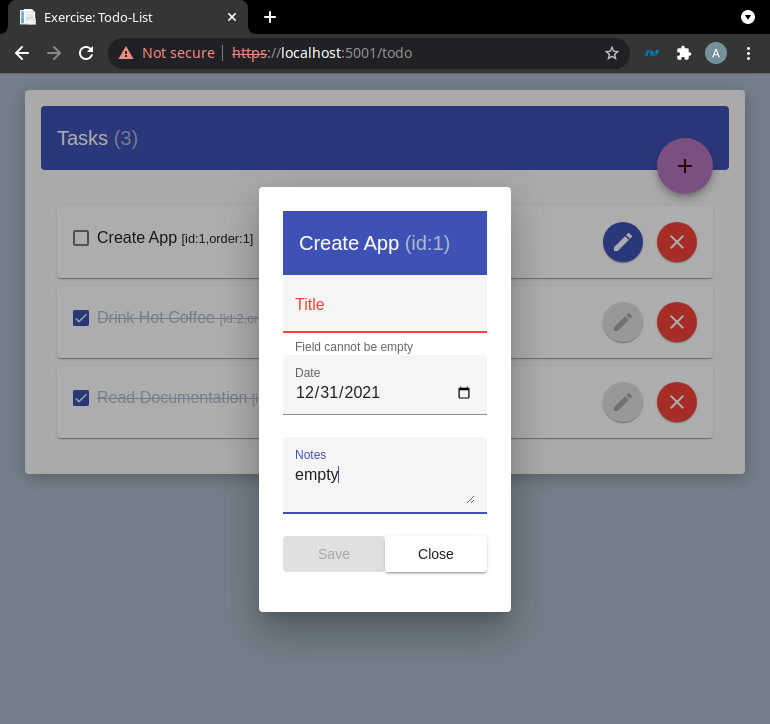 Exercise: Todo-List
Not secure https://localhost:5001/todo
A
Tasks (3)
Create App (id:1)
Title
Field cannot be empty
Date
12/31/2021
Notes
empty
Save Close
Create App [id:1,order:1]
Drink Hot Coffee [id:2,or
Read Documentation [i